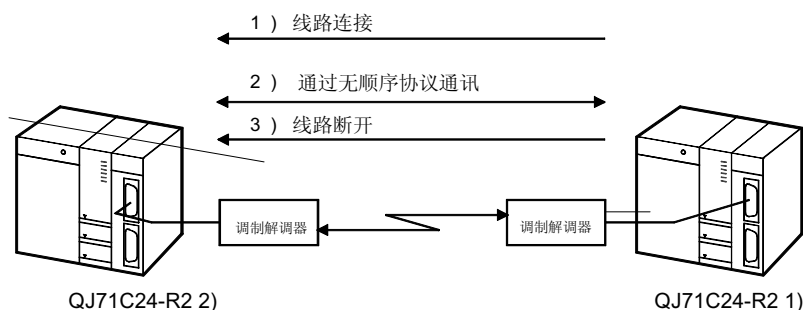 1） 线路连接
2） 通过无顺序协议通讯
3） 线路断开
调制解调器
调制解调器
QJ71C24-R2 2)
QJ71C24-R2 1)